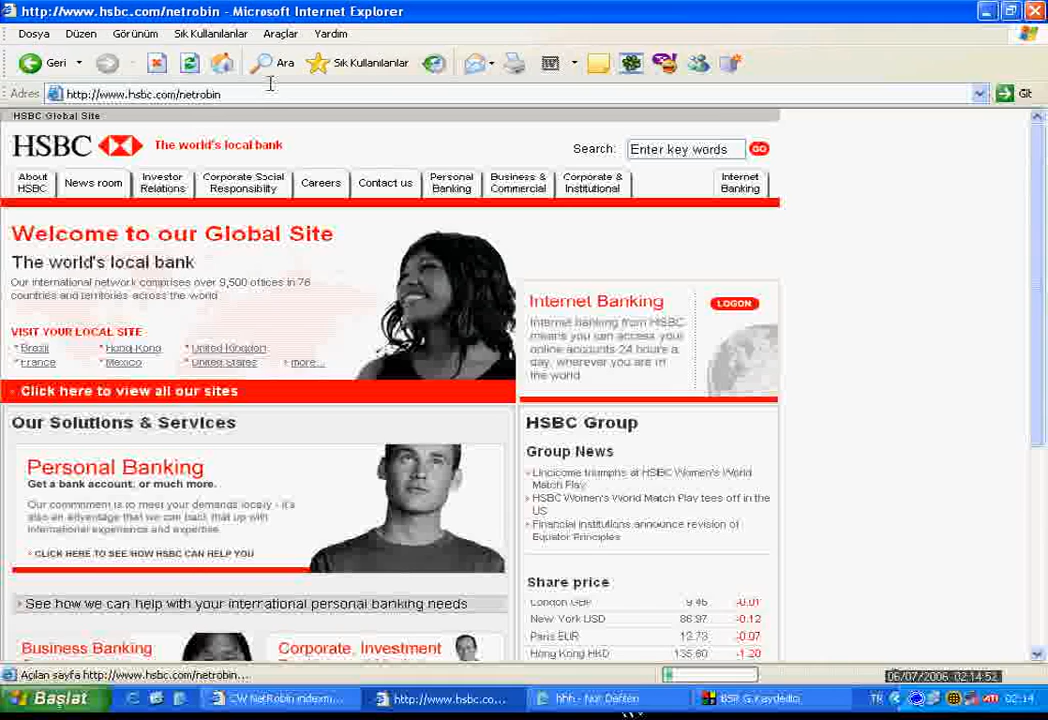 http://www.hsbc.com/netrobin - Microsoft Internet Explorer
Dosya Düzen Görünüm Sık Kullanılanlar Araçlar Yardım
Geri Ara Sık Kullanılanlar
Adres http://www.hsbc.com/netrobin Git
HSBC Global Site
HSBC The world's local bank Search: Enter key words GO
About HSBC News room Investor Relations Corporate Social Responsibility Careers Contact us Personal Banking Business & Commercial Corporate & Institutional Internet Banking
Welcome to our Global Site
The world's local bank
Our international network comprises over 9,500 offices in 76
countries and territories across the world
VISIT YOUR LOCAL SITE
Brazil Hong Kong United Kingdom
France Mexico United States more...
Click here to view all our sites
Internet Banking LOGON
Internet banking from HSBC
means you can access your
online accounts 24 hours a
day, wherever you are in
the world
Our Solutions & Services
Personal Banking
Get a bank account, or much more.
Our commitment is to meet your demands locally - it's
also an advantage that we can back that up with
international experience and expertise.
CLICK HERE TO SEE HOW HSBC CAN HELP YOU
See how we can help with your international personal banking needs
Business Banking Corporate, Investment
HSBC Group
Group News
Lincicome triumphs at HSBC Women's World
Match Play
HSBC Women's World Match Play tees off in the
US
Financial institutions announce revision of
Equator Principles
Share price
London GBP 9.45 -0.01
New York USD 86.97 -0.12
Paris EUR 13.73 -0.07
Hong Kong HKD 135.60 -1.20
Açılan sayfa http://www.hsbc.com/netrobin...
06/07/2006 02:14:52
Başlat CW NetRobin indexm... http://www.hsbc.co... hhh - Not Defteri BSR G.Kaydedici TR 02:14